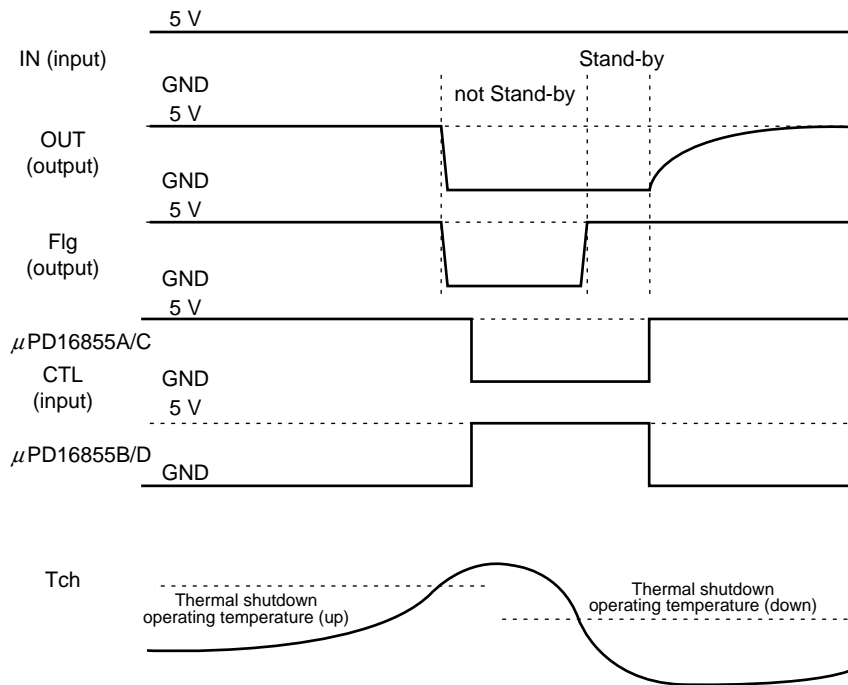 5 V
IN (input)
Stand-by
GND
not Stand-by
5 V
OUT
(output)
GND
5 V
Flg
(output)
GND
5 V
μPD16855A/C
CTL
(input)
GND
5 V
μPD16855B/D
GND
Tch
Thermal shutdown
operating temperature (up)
Thermal shutdown
operating temperature (down)